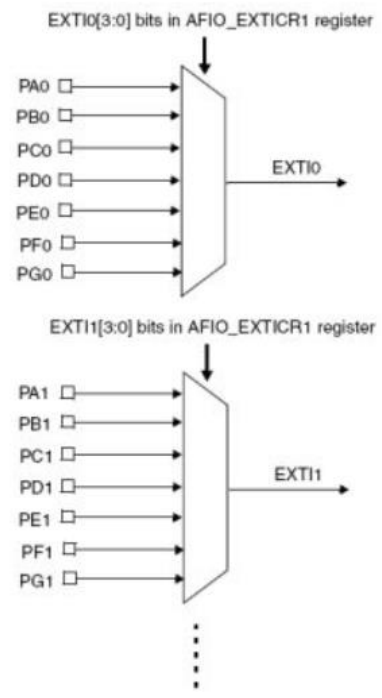 EXTI0[3:0] bits in AFIO_EXTICR1 register
PA0
PB0
PC0
PD0
PE0
PF0
PG0
EXTI0
EXTI1[3:0] bits in AFIO_EXTICR1 register
PA1
PB1
PC1
PD1
PE1
PF1
PG1
EXTI1